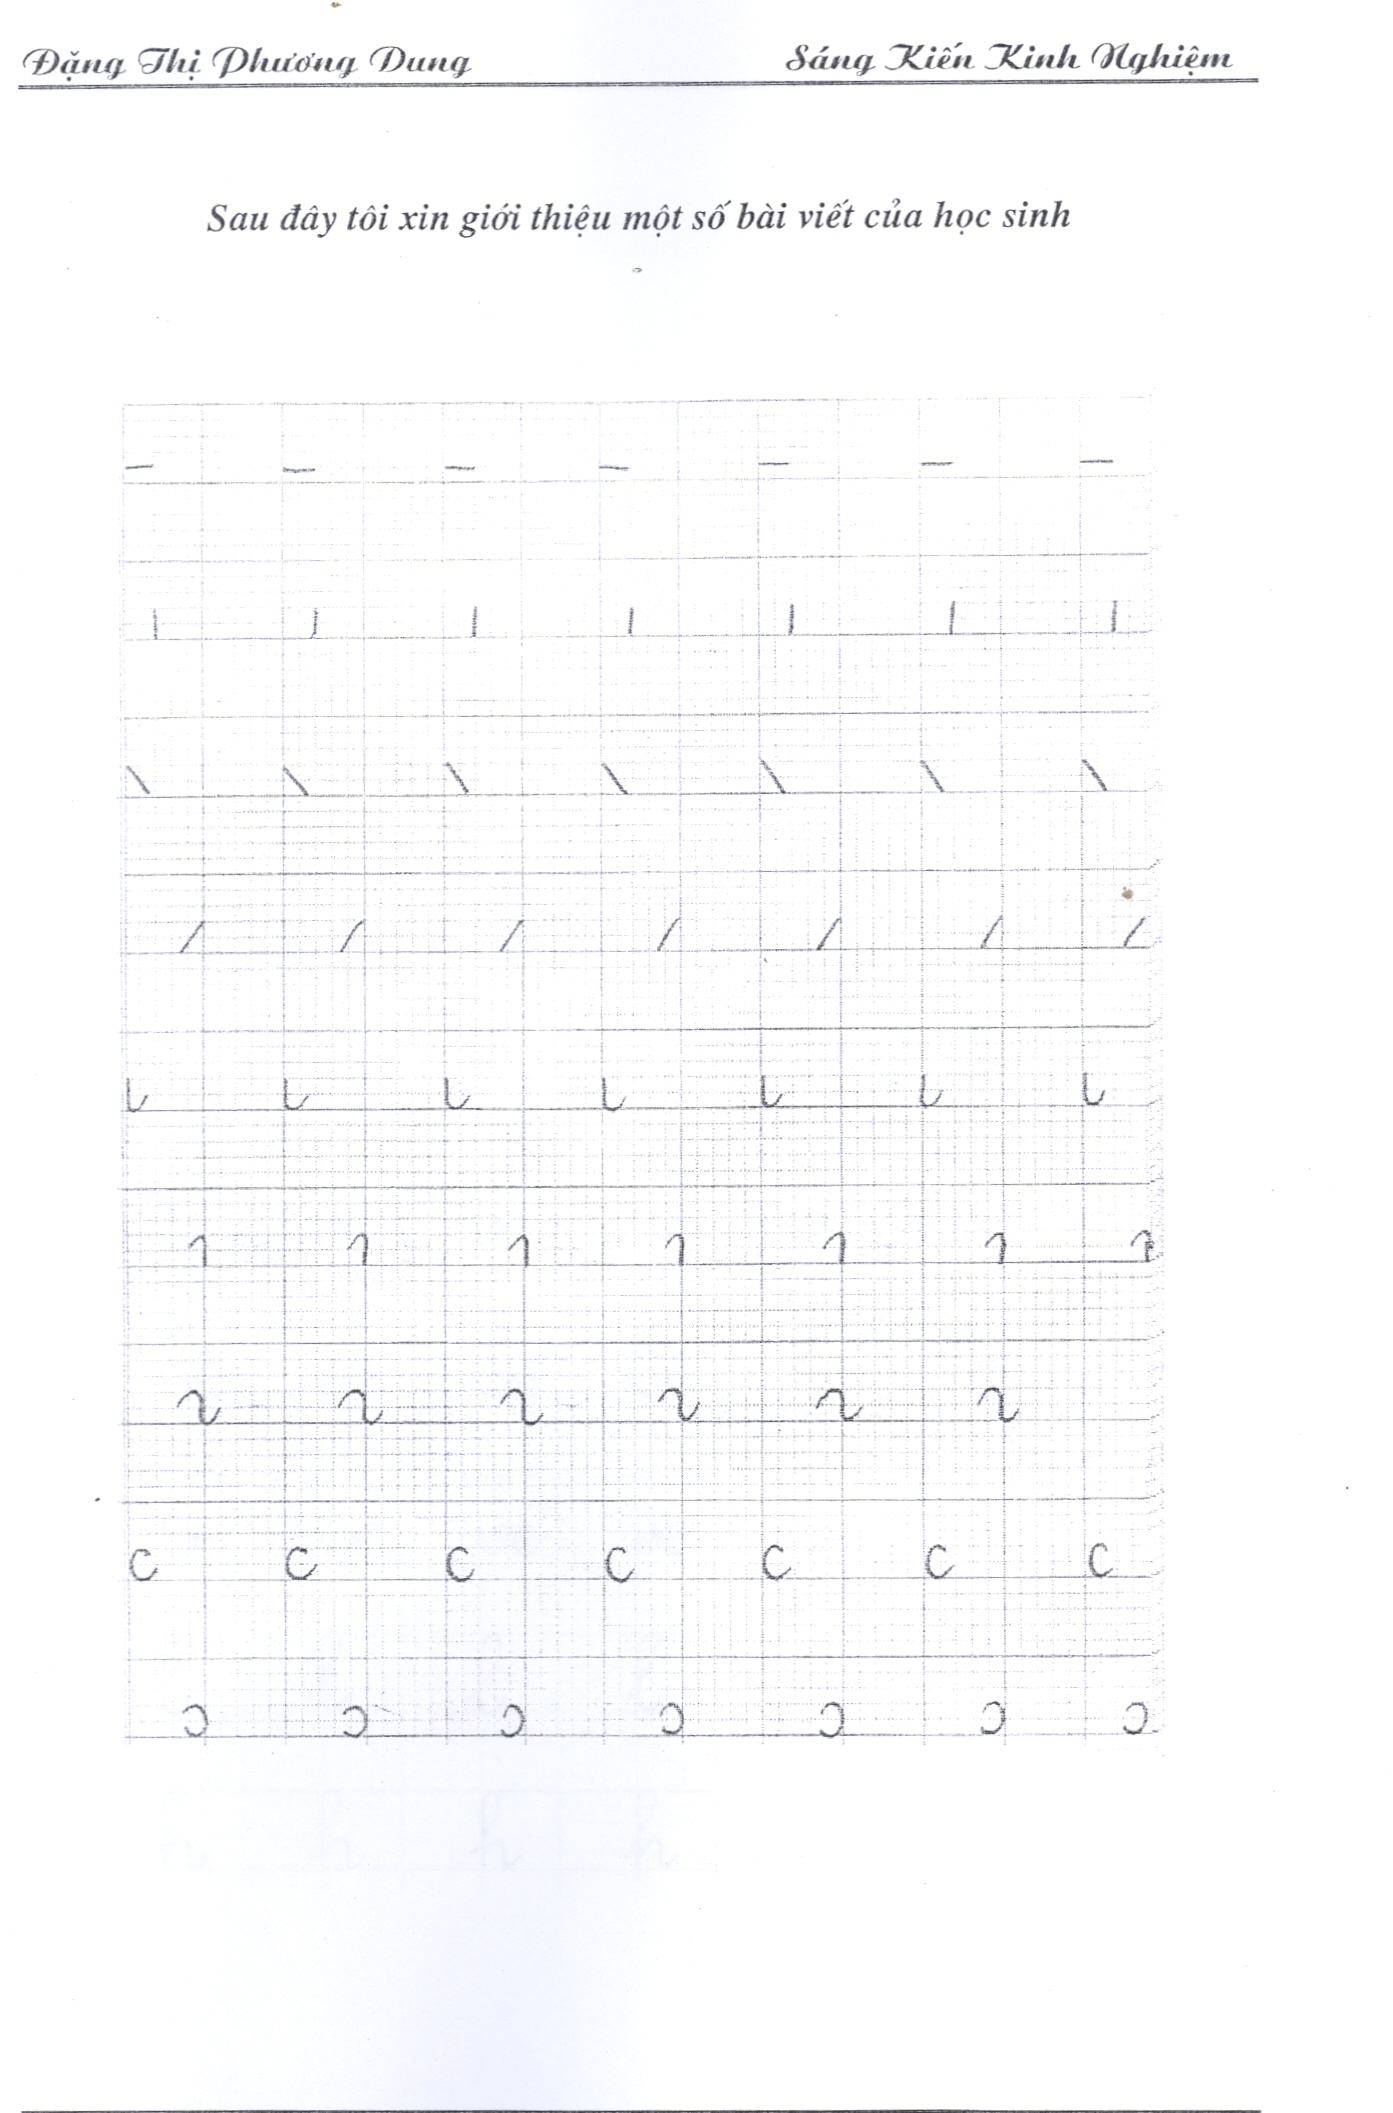 Đặng Thị Phương Dung Sáng Kiến Kinh Nghiệm
Sau đây tôi xin giới thiệu một số bài viết của học sinh
c c c c c c c